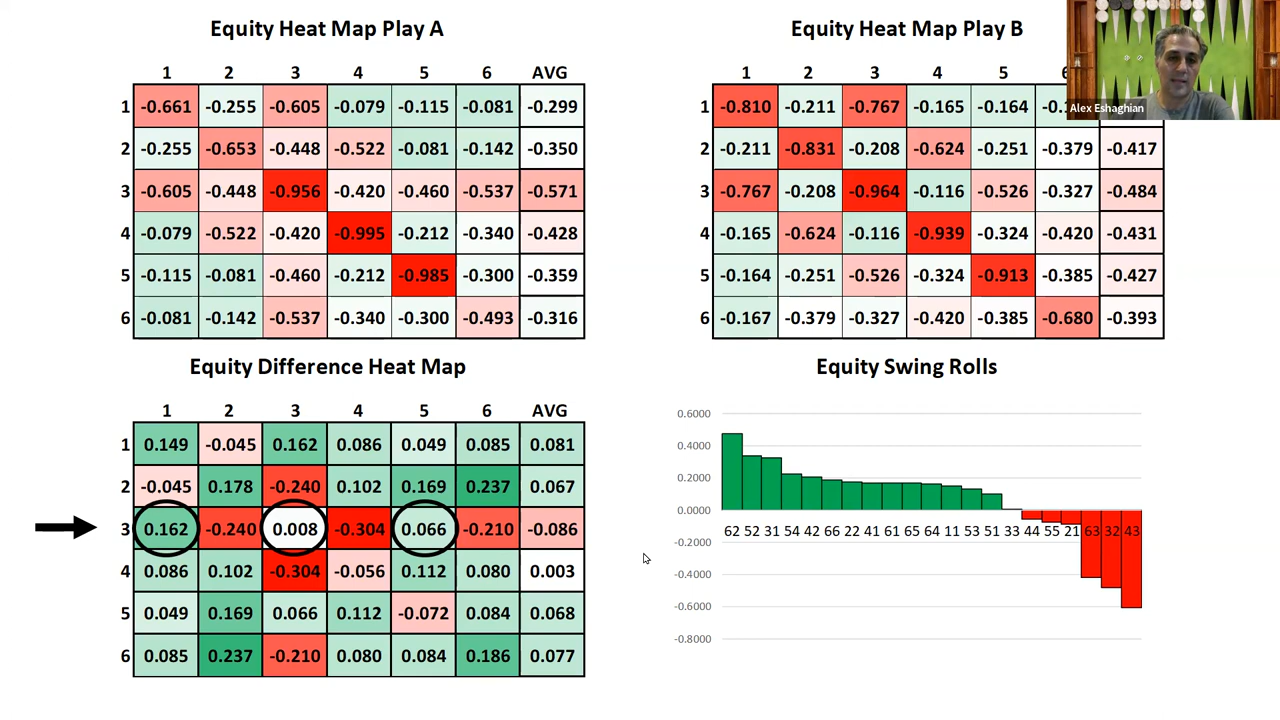 Equity Heat Map Play A
1 2 3 4 5 6 AVG
1 -0.661 -0.255 -0.605 -0.079 -0.115 -0.081 -0.299
2 -0.255 -0.653 -0.448 -0.522 -0.081 -0.142 -0.350
3 -0.605 -0.448 -0.956 -0.420 -0.460 -0.537 -0.571
4 -0.079 -0.522 -0.420 -0.995 -0.212 -0.340 -0.428
5 -0.115 -0.081 -0.460 -0.212 -0.985 -0.300 -0.359
6 -0.081 -0.142 -0.537 -0.340 -0.300 -0.493 -0.316
Equity Heat Map Play B
1 2 3 4 5
1 -0.810 -0.211 -0.767 -0.165 -0.164
2 -0.211 -0.831 -0.208 -0.624 -0.251 -0.379 -0.417
3 -0.767 -0.208 -0.964 -0.116 -0.526 -0.327 -0.484
4 -0.165 -0.624 -0.116 -0.939 -0.324 -0.420 -0.431
5 -0.164 -0.251 -0.526 -0.324 -0.913 -0.385 -0.427
6 -0.167 -0.379 -0.327 -0.420 -0.385 -0.680 -0.393
Alex Eshaghian
Equity Difference Heat Map
1 2 3 4 5 6 AVG
1 0.149 -0.045 0.162 0.086 0.049 0.085 0.081
2 -0.045 0.178 -0.240 0.102 0.169 0.237 0.067
3 0.162 -0.240 0.008 -0.304 0.066 -0.210 -0.086
4 0.086 0.102 -0.304 -0.056 0.112 0.080 0.003
5 0.049 0.169 0.066 0.112 -0.072 0.084 0.068
6 0.085 0.237 -0.210 0.080 0.084 0.186 0.077
Equity Swing Rolls
0.6000
0.4000
0.2000
0.0000
62 52 31 54 42 66 22 41 61 65 64 11 53 51 33 44 55 21 63 32 43
-0.2000
-0.4000
-0.6000
-0.8000